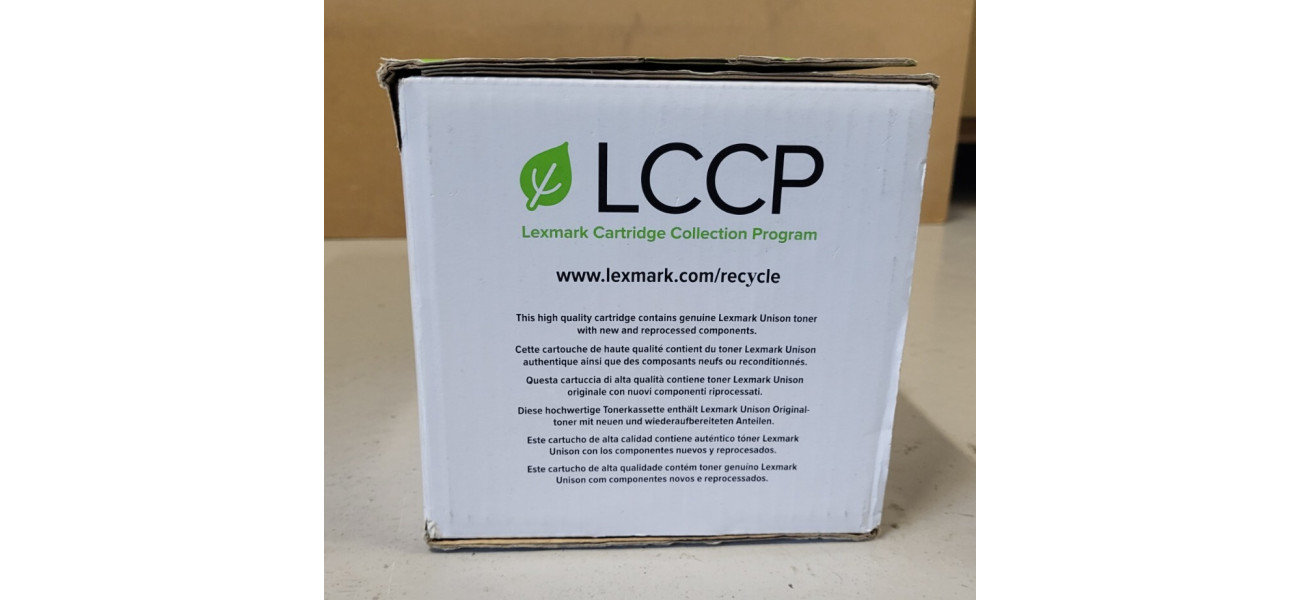 LCCP
Lexmark Cartridge Collection Program
www.lexmark.com/recycle
This high quality cartridge contains genuine Lexmark Unison toner
with new and reprocessed components.
Cette cartouche de haute qualité contient du toner Lexmark Unison
authentique ainsi que des composants neufs ou reconditionnés.
Questa cartuccia di alta qualità contiene toner Lexmark Unison
originale con nuovi componenti riprocessati.
Diese hochwertige Tonerkassette enthält Lexmark Unison Original-
toner mit neuen und wiederaufbereiteten Anteilen.
Este cartucho de alta calidad contiene auténtico tóner Lexmark
Unison con los componentes nuevos y reprocesados.
Este cartucho de alta qualidade contém toner genuíno Lexmark
Unison com componentes novos e reprocessados.